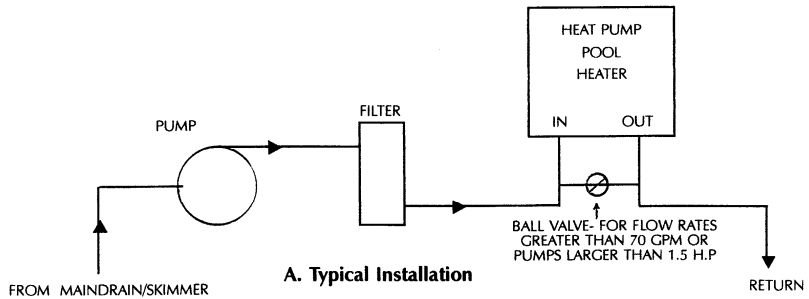 HEAT PUMP
POOL
HEATER
IN OUT
FILTER
PUMP
BALL VALVE- FOR FLOW RATES
GREATER THAN 70 GPM OR
PUMPS LARGER THAN 1.5 H.P
A. Typical Installation
FROM MAINDRAIN/SKIMMER
RETURN